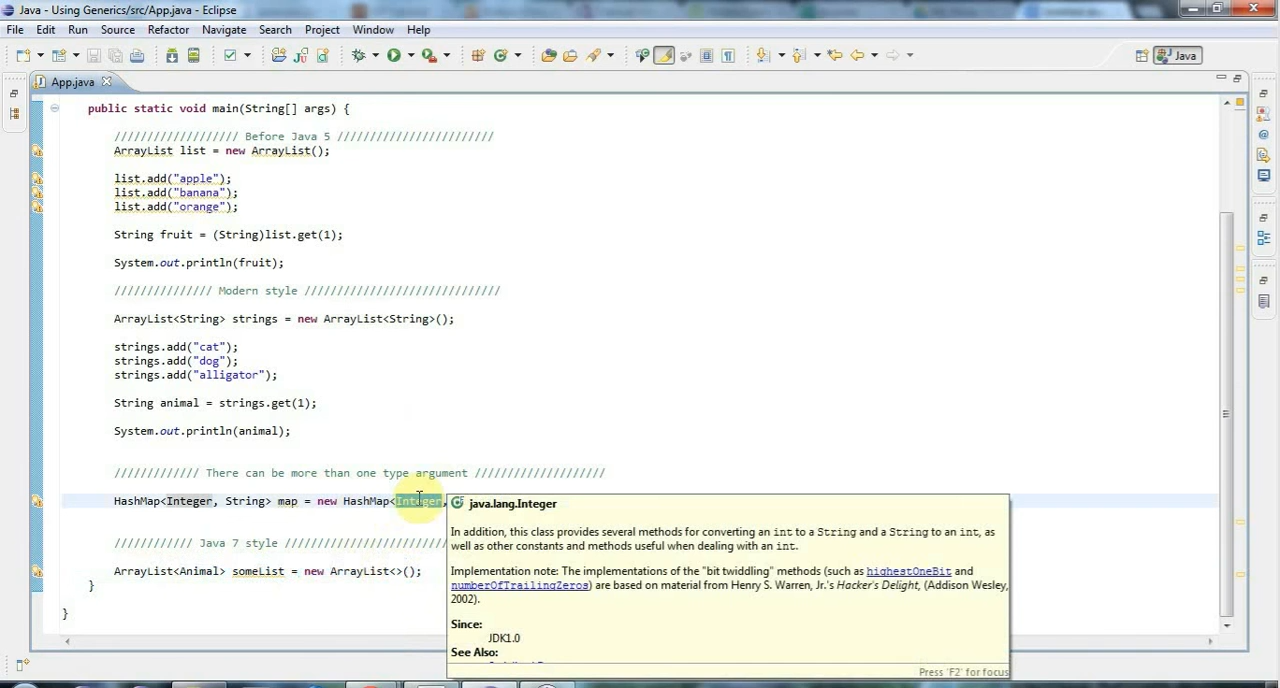 Java - Using Generics/src/App.java - Eclipse
File Edit Run Source Refactor Navigate Search Project Window Help
Java
App.java
public static void main(String[] args) {
/////////////////// Before Java 5 ////////////////////////
ArrayList list = new ArrayList();
list.add("apple");
list.add("banana");
list.add("orange");
String fruit = (String)list.get(1);
System.out.println(fruit);
/////////////// Modern style //////////////////////////////
ArrayList<String> strings = new ArrayList<String>();
strings.add("cat");
strings.add("dog");
strings.add("alligator");
String animal = strings.get(1);
System.out.println(animal);
///////////// There can be more than one type argument ////////////////////
HashMap<Integer, String> map = new HashMap<Integer,
//////////// Java 7 style /////////////////////////
ArrayList<Animal> someList = new ArrayList<>();
}
}
java.lang.Integer
In addition, this class provides several methods for converting an int to a String and a String to an int, as
well as other constants and methods useful when dealing with an int.
Implementation note: The implementations of the "bit twiddling" methods (such as highestOneBit and
numberOfTrailingZeros) are based on material from Henry S. Warren, Jr.'s Hacker's Delight, (Addison Wesley,
2002).
Since:
JDK1.0
See Also:
Press 'F2' for focus